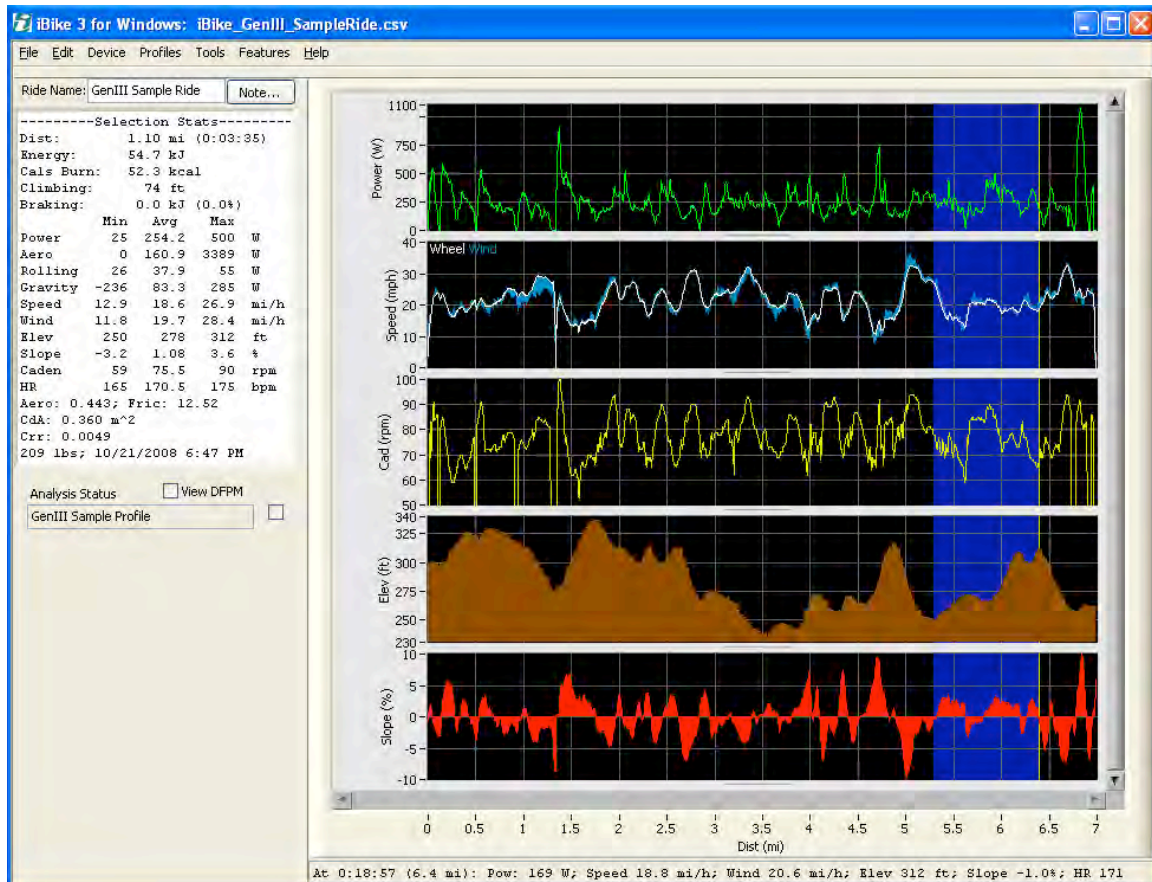 iBike 3 for Windows: iBike_GenIII_SampleRide.csv
File Edit Device Profiles Tools Features Help
Ride Name: GenIII Sample Ride Note...
---------Selection Stats---------
Dist: 1.10 mi (0:03:35)
Energy: 54.7 kJ
Cals Burn: 52.3 kcal
Climbing: 74 ft
Braking: 0.0 kJ (0.0%)
Min Avg Max
Power 25 254.2 500 W
Aero 0 160.9 3389 W
Rolling 26 37.9 55 W
Gravity -236 83.3 285 W
Speed 12.9 18.6 26.9 mi/h
Wind 11.8 19.7 28.4 mi/h
Elev 250 278 312 ft
Slope -3.2 1.08 3.6 %
Caden 59 75.5 90 rpm
HR 165 170.5 175 bpm
Aero: 0.443; Fric: 12.52
CdA: 0.360 m^2
Crr: 0.0049
209 lbs; 10/21/2008 6:47 PM
Analysis Status View DFPM
GenIII Sample Profile
1100
750
500
250
0
Power (W)
Wheel Wind
40
30
20
10
0
Speed (mph)
100
90
80
70
60
50
Cad (rpm)
340
325
300
275
250
230
Elev (ft)
10
5
0
-5
-10
Slope (%)
0 0.5 1 1.5 2 2.5 3 3.5 4 4.5 5 5.5 6 6.5 7
Dist (mi)
At 0:18:57 (6.4 mi): Pow: 169 W; Speed 18.8 mi/h; Wind 20.6 mi/h; Elev 312 ft; Slope -1.0%; HR 171